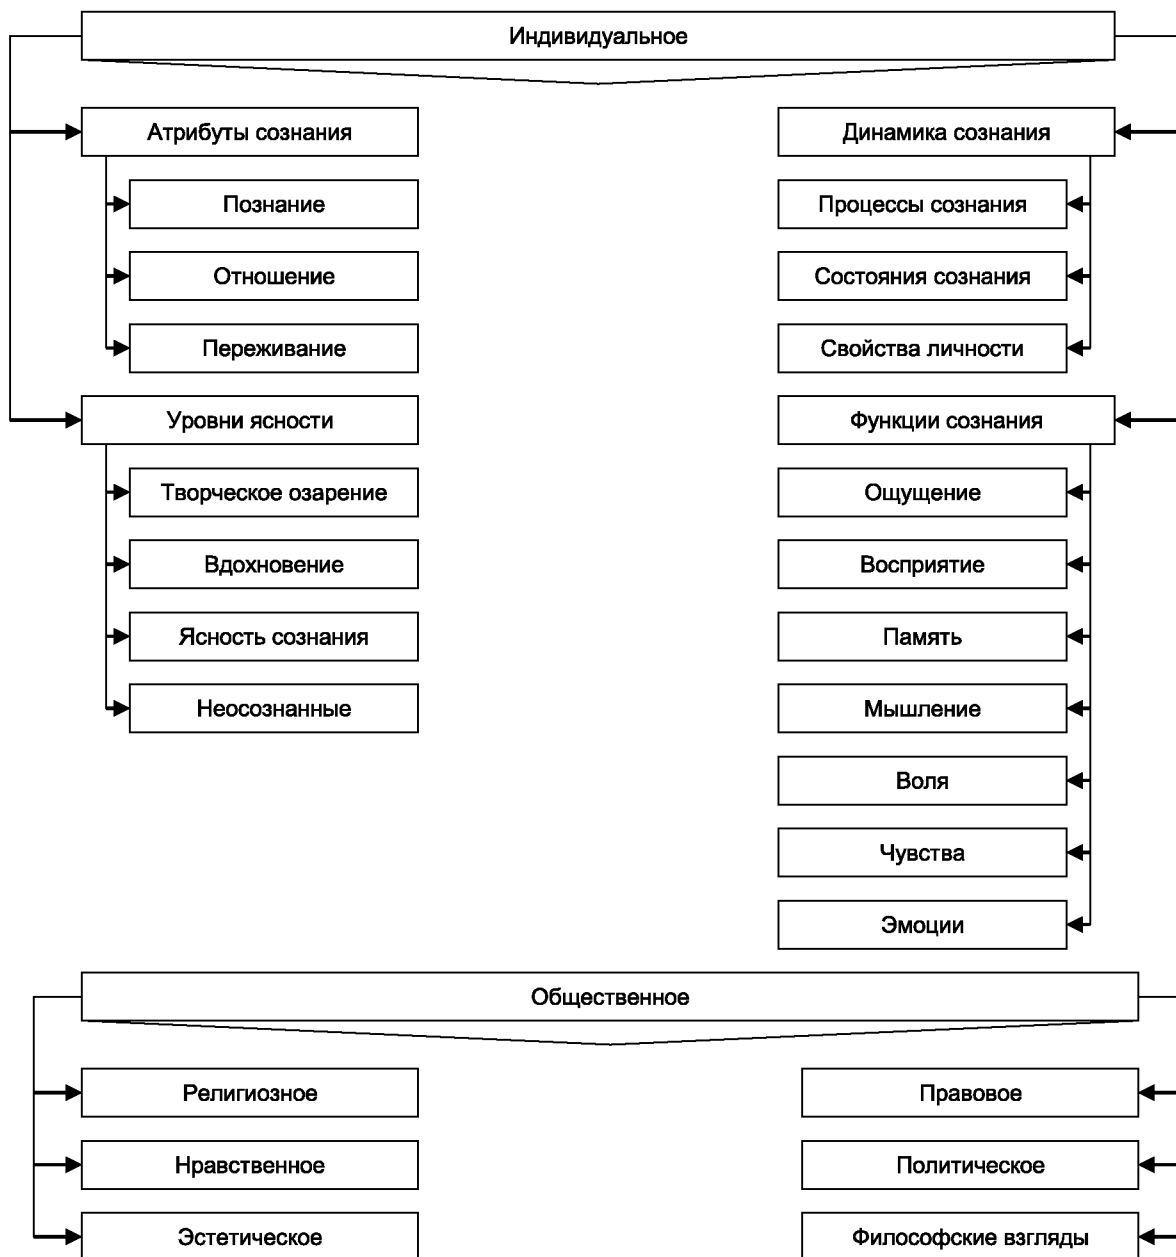 Индивидуальное
Атрибуты сознания
Познание
Отношение
Переживание
Уровни ясности
Творческое озарение
Вдохновение
Ясность сознания
Неосознанные
Динамика сознания
Процессы сознания
Состояния сознания
Свойства личности
Функции сознания
Ощущение
Восприятие
Память
Мышление
Воля
Чувства
Эмоции
Общественное
Религиозное
Нравственное
Эстетическое
Правовое
Политическое
Философские взгляды